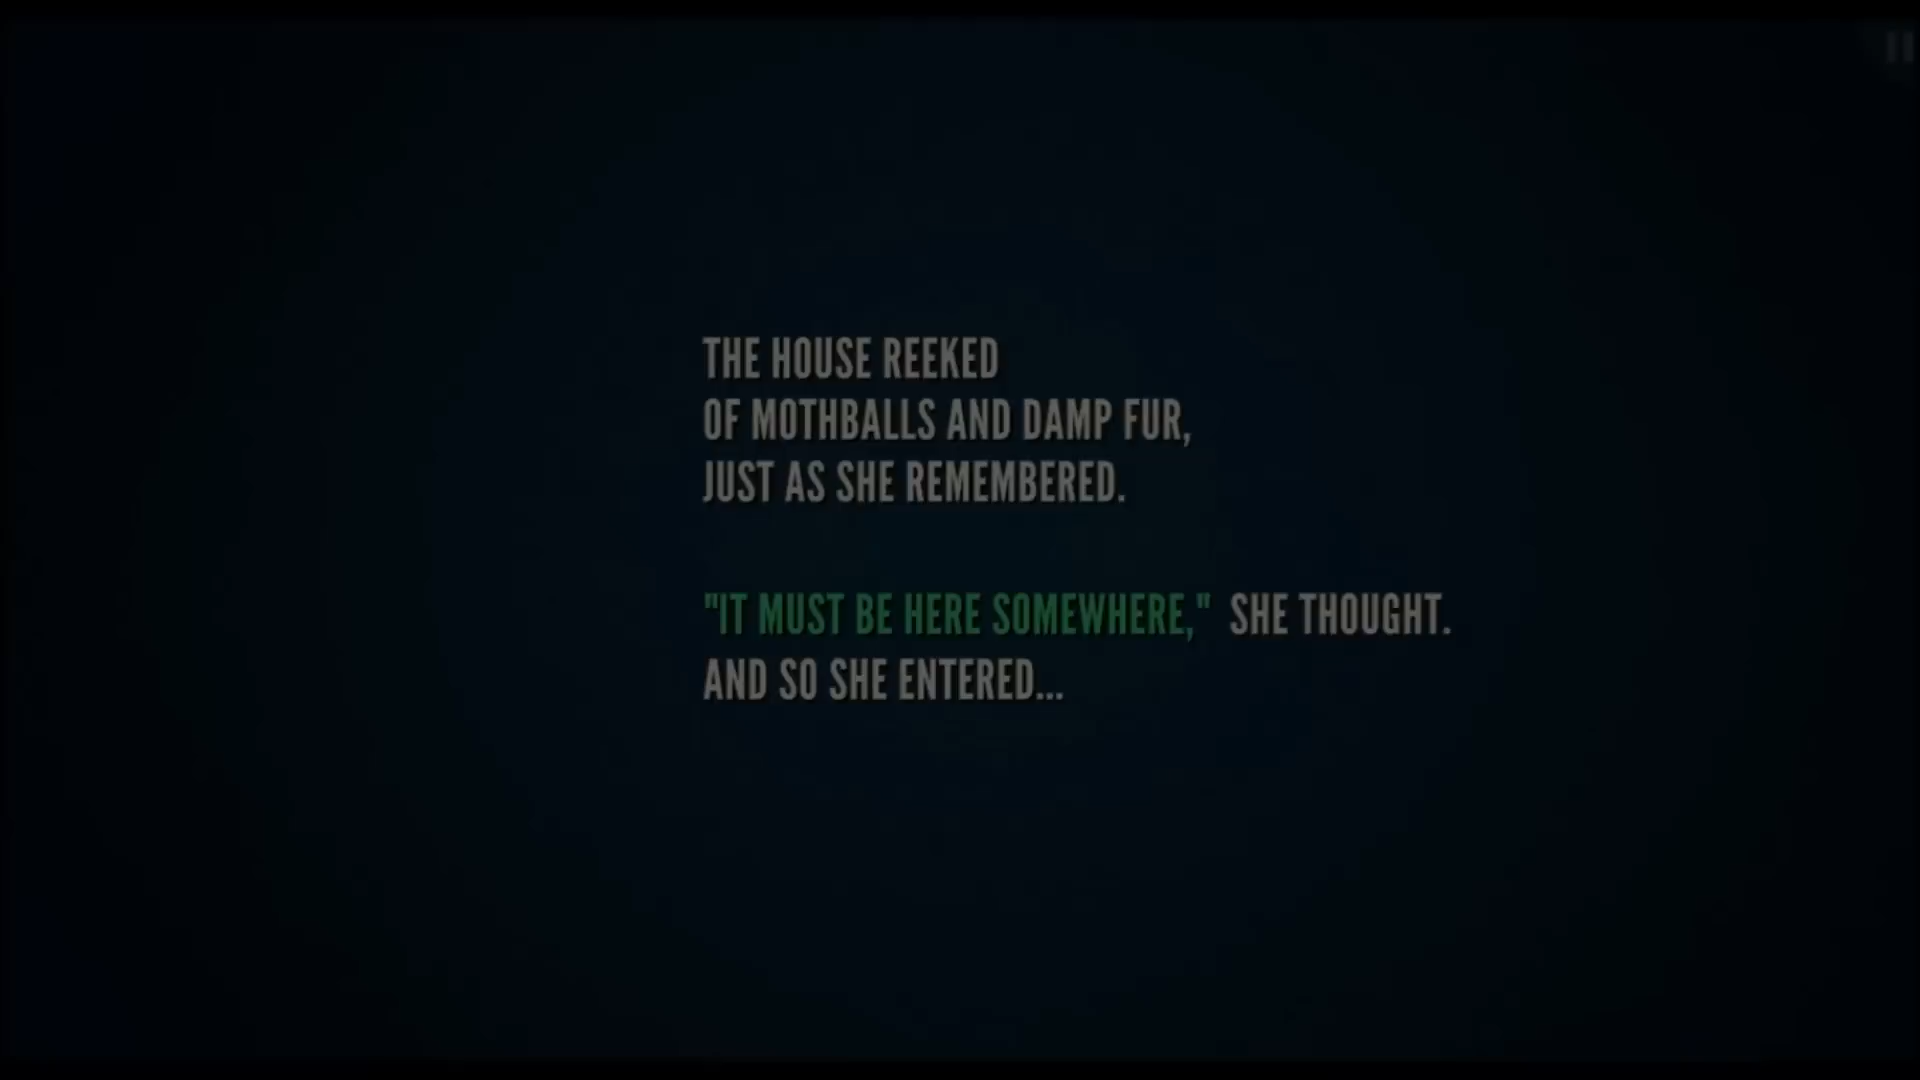 THE HOUSE REEKED
OF MOTHBALLS AND DAMP FUR,
JUST AS SHE REMEMBERED.
"IT MUST BE HERE SOMEWHERE," SHE THOUGHT.
AND SO SHE ENTERED...